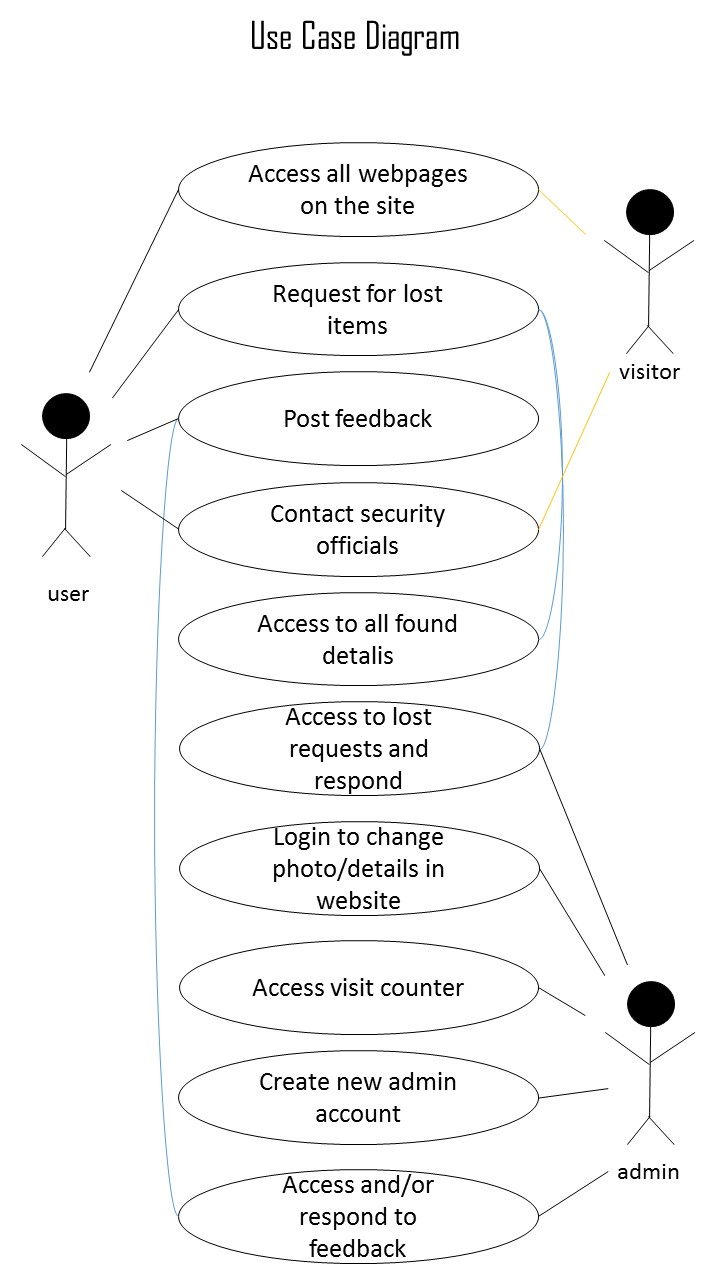 Use Case Diagram
Access all webpages
on the site
Request for lost
items
visitor
Post feedback
Contact security
officials
user
Access to all found
detalis
Access to lost
requests and
respond
Login to change
photo/details in
website
Access visit counter
Create new admin
account
admin
Access and/or
respond to
feedback